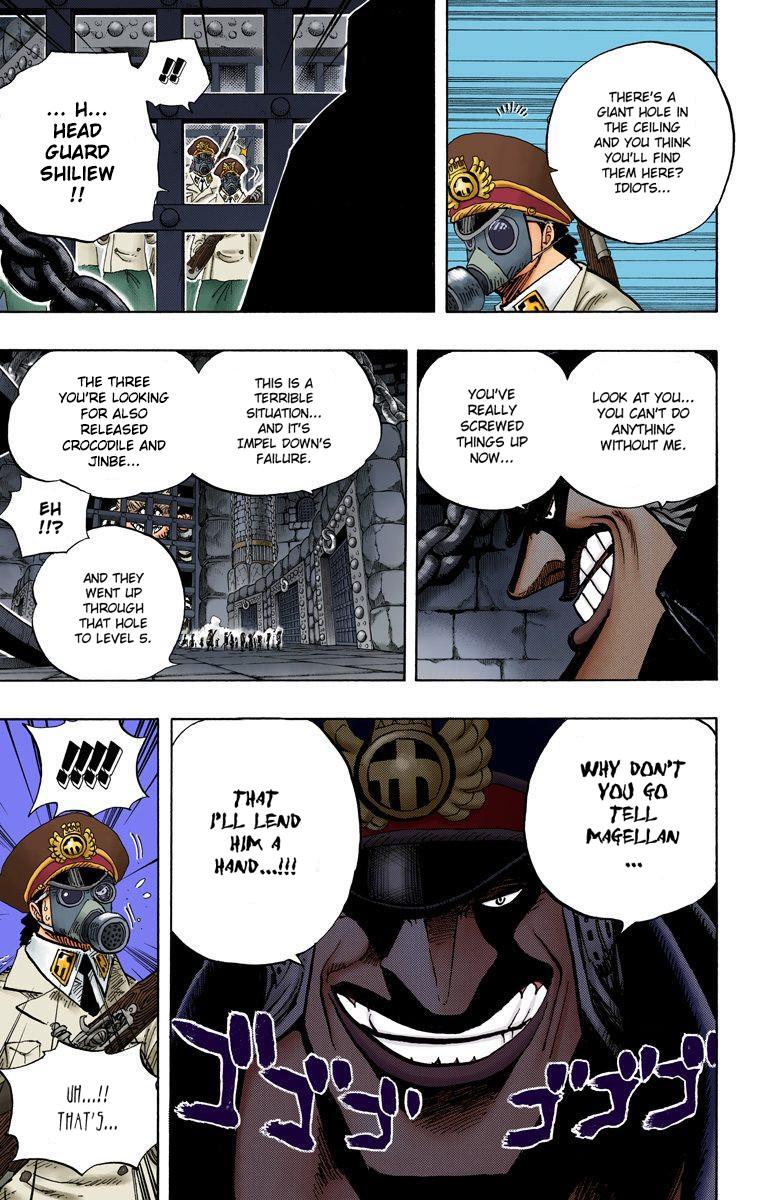 THERE'S A
GIANT HOLE IN
THE CEILING
AND YOU THINK
YOU'LL FIND
THEM HERE?
IDIOTS...
!!
... H...
HEAD
GUARD
SHILIEW
!!
LOOK AT YOU...
YOU CAN'T DO
ANYTHING
WITHOUT ME.
YOU'VE
REALLY
SCREWED
THINGS UP
NOW...
THIS IS A
TERRIBLE
SITUATION...
AND IT'S
IMPEL DOWN'S
FAILURE.
THE THREE
YOU'RE LOOKING
FOR ALSO
RELEASED
CROCODILE AND
JINBE...
EH
!!?
AND THEY
WENT UP
THROUGH
THAT HOLE
TO LEVEL 5.
WHY DON'T
YOU GO
TELL
MAGELLAN
...
THAT
I'LL LEND
HIM A
HAND...!!!
ゴゴゴ
ゴゴゴ
!!!!!
UH...!!
THAT'S...